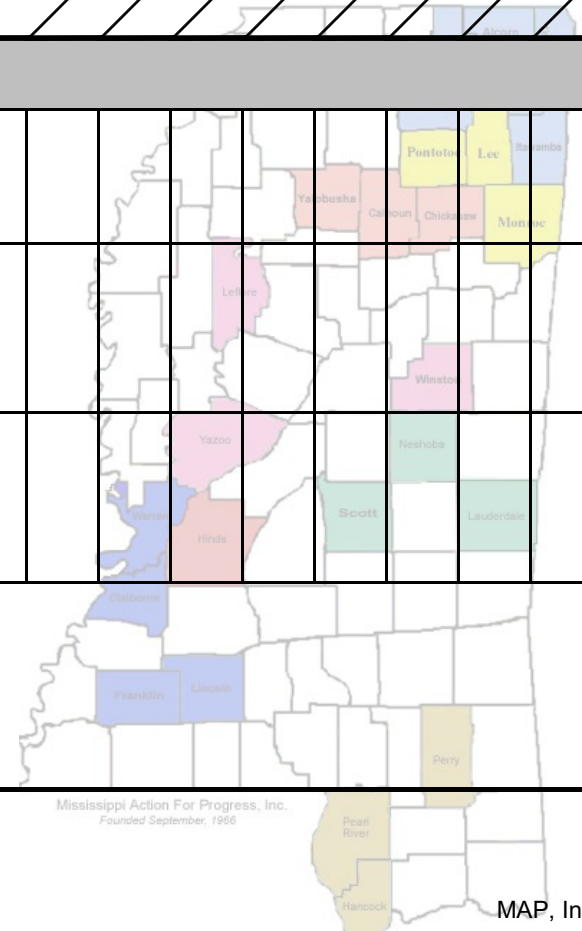 Alcorn
Pontotoc
Lee
Itawamba
Yalobusha
Calhoun
Chickasaw
Monroe
Leflore
Winston
Yazoo
Neshoba
Warren
Scott
Lauderdale
Hinds
Claiborne
Franklin
Lincoln
Perry
Mississippi Action For Progress, Inc.
Founded September, 1966
Pearl
River
Hancock
MAP, In